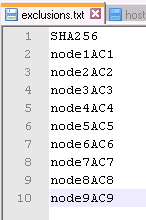 exclusions.txt host
1 SHA256
2 node1AC1
3 node2AC2
4 node3AC3
5 node4AC4
6 node5AC5
7 node6AC6
8 node7AC7
9 node8AC8
10 node9AC9